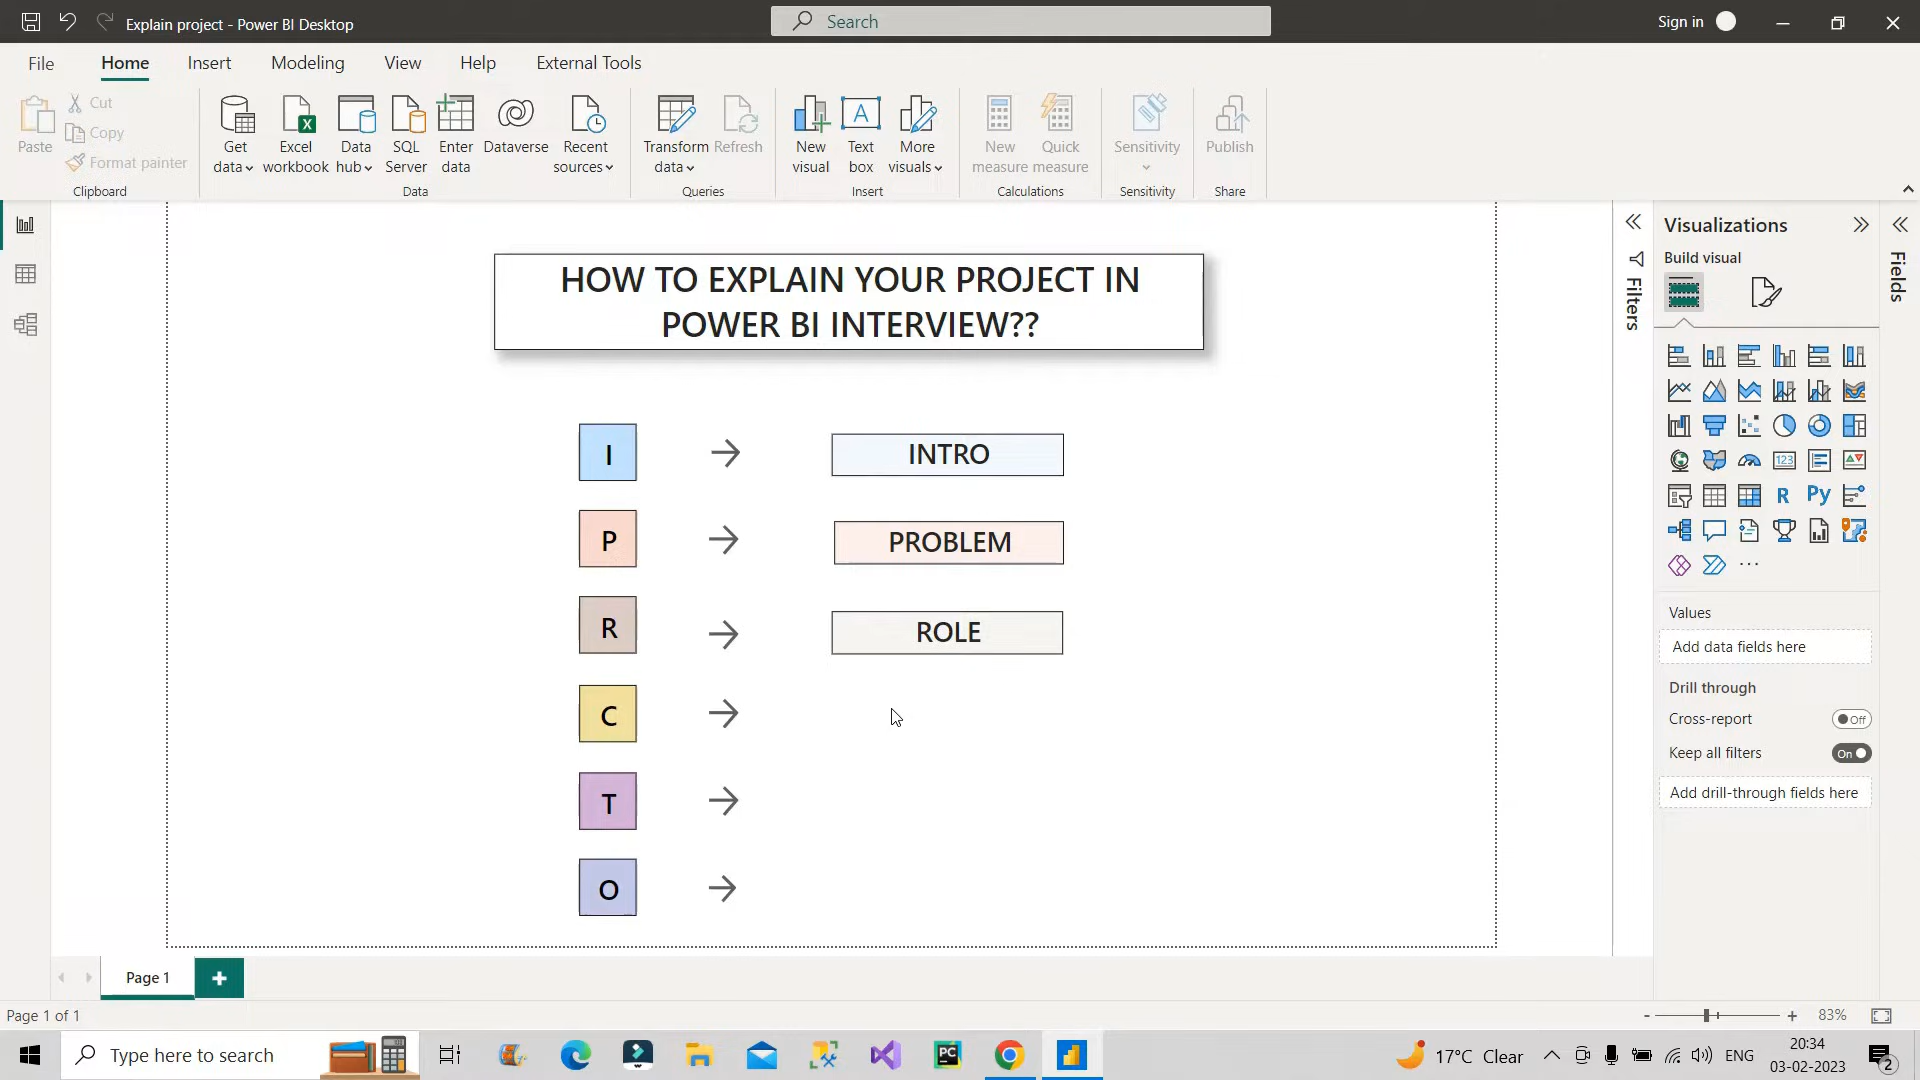 Explain project - Power BI Desktop
Search
Sign in
File Home Insert Modeling View Help External Tools
Paste
Cut
Copy
Format painter
Clipboard
Get data
Excel workbook
Data hub
SQL Server
Enter data
Dataverse
Recent sources
Data
Transform data
Refresh
Queries
New visual
Text box
More visuals
Insert
New measure
Quick measure
Calculations
Sensitivity
Sensitivity
Publish
Share
HOW TO EXPLAIN YOUR PROJECT IN
POWER BI INTERVIEW??
I → INTRO
P → PROBLEM
R → ROLE
C →
T →
O →
Filters
Visualizations
Build visual
123
R
Py
...
Values
Add data fields here
Drill through
Cross-report
Off
Keep all filters
On
Add drill-through fields here
Fields
Page 1
+
Page 1 of 1
- + 83%
Type here to search
PC
17°C Clear
ENG
20:34
03-02-2023
2